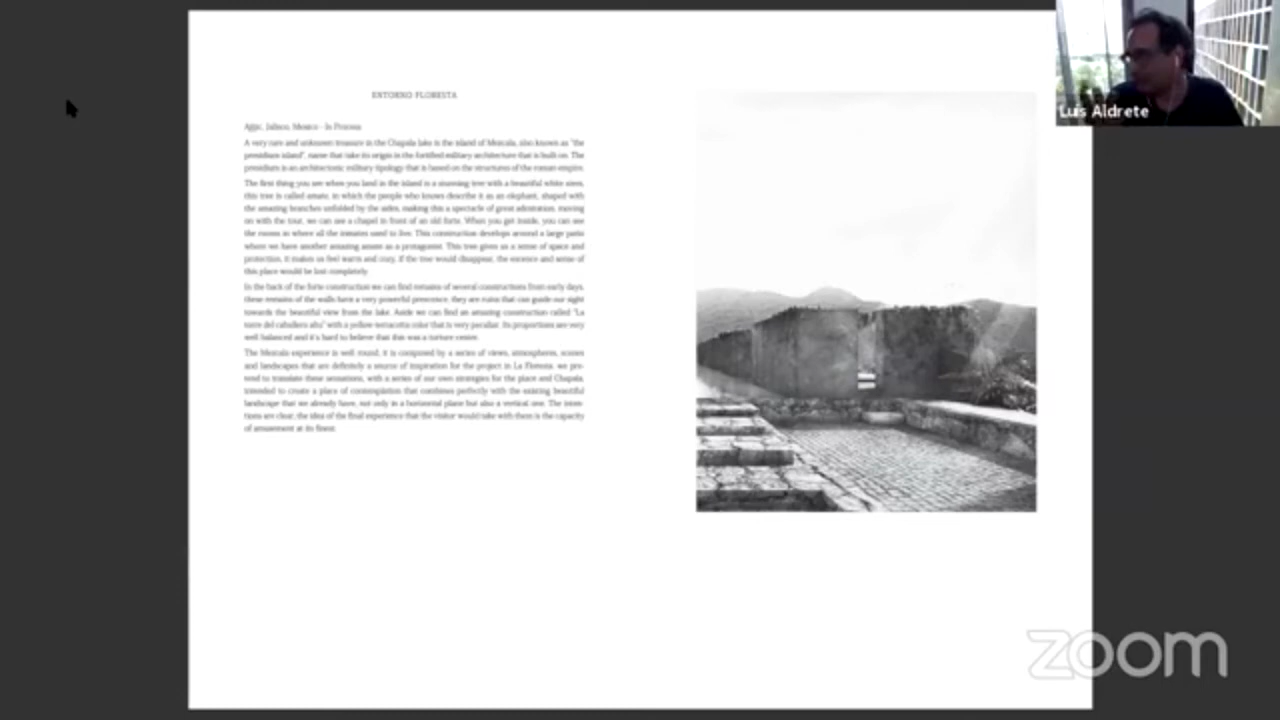 ENTORNO FLORESTA
Ajijic, Jalisco, Mexico - In Process
A very rare and unknown treasure in the Chapala lake is the island of Mezcala, also known as "the
presidium island", name that take its origin in the fortified military architecture that is built on. The
presidium is an architectonic military tipology that is based on the structures of the roman empire.
The first thing you see when you land in the island is a stunning tree with a beautiful white stem,
this tree is called amate, in which the people who knows describe it as an elephant, shaped with
the amazing branches unfolded by the sides, making this a spectacle of great admiration, moving
on with the tour, we can see a chapel in front of an old forte. When you get inside, you can see
the rooms in where all the inmates used to live. This construction develops around a large patio
where we have another amazing amate as a protagonist. This tree gives us a sense of space and
protection, it makes us feel warm and cozy, if the tree would disappear, the essence and sense of
this place would be lost completely.
In the back of the forte construction we can find remains of several constructions from early days,
these remains of the walls have a very powerful prescence, they are ruins that can guide our sight
towards the beautiful view from the lake. Aside we can find an amazing construction called "La
torre del caballero alto" with a yellow-terracotta color that is very peculiar, its proportions are very
well balanced and it's hard to believe that this was a torture center.
The Mezcala experience is well round, it is composed by a series of views, atmospheres, scenes
and landscapes that are definitely a source of inspiration for the project in La Floresta, we pre-
tend to translate these sensations, with a series of our own strategies for the place and Chapala,
intended to create a place of contemplation that combines perfectly with the existing beautiful
landscape that we already have, not only in a horizontal plane but also a vertical one. The inten-
tions are clear, the idea of the final experience that the visitor would take with them is the capacity
of amusement at its finest.
Luis Aldrete
zoom